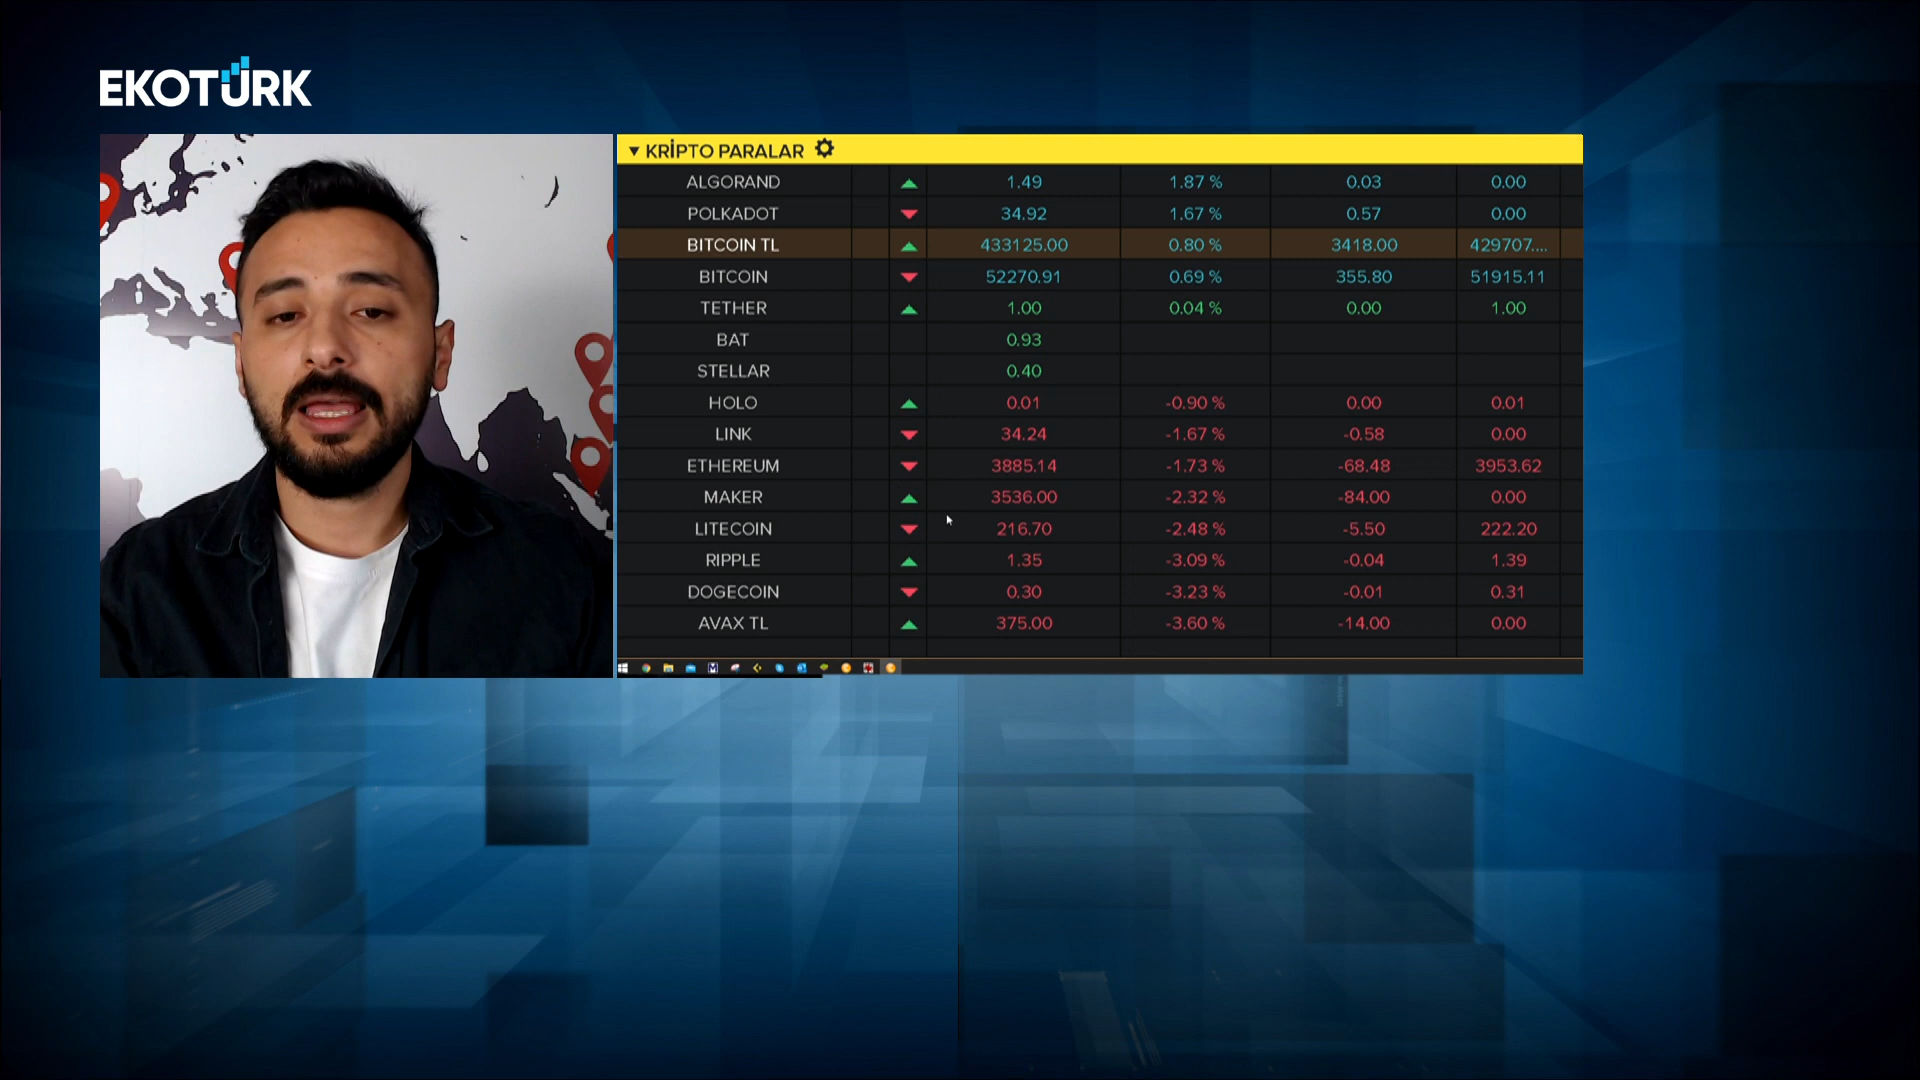 EKOTÜRK
▼ KRİPTO PARALAR
ALGORAND 1.49 1.87 % 0.03 0.00
POLKADOT 34.92 1.67 % 0.57 0.00
BITCOIN TL 433125.00 0.80 % 3418.00 429707....
BITCOIN 52270.91 0.69 % 355.80 51915.11
TETHER 1.00 0.04 % 0.00 1.00
BAT 0.93
STELLAR 0.40
HOLO 0.01 -0.90 % 0.00 0.01
LINK 34.24 -1.67 % -0.58 0.00
ETHEREUM 3885.14 -1.73 % -68.48 3953.62
MAKER 3536.00 -2.32 % -84.00 0.00
LITECOIN 216.70 -2.48 % -5.50 222.20
RIPPLE 1.35 -3.09 % -0.04 1.39
DOGECOIN 0.30 -3.23 % -0.01 0.31
AVAX TL 375.00 -3.60 % -14.00 0.00